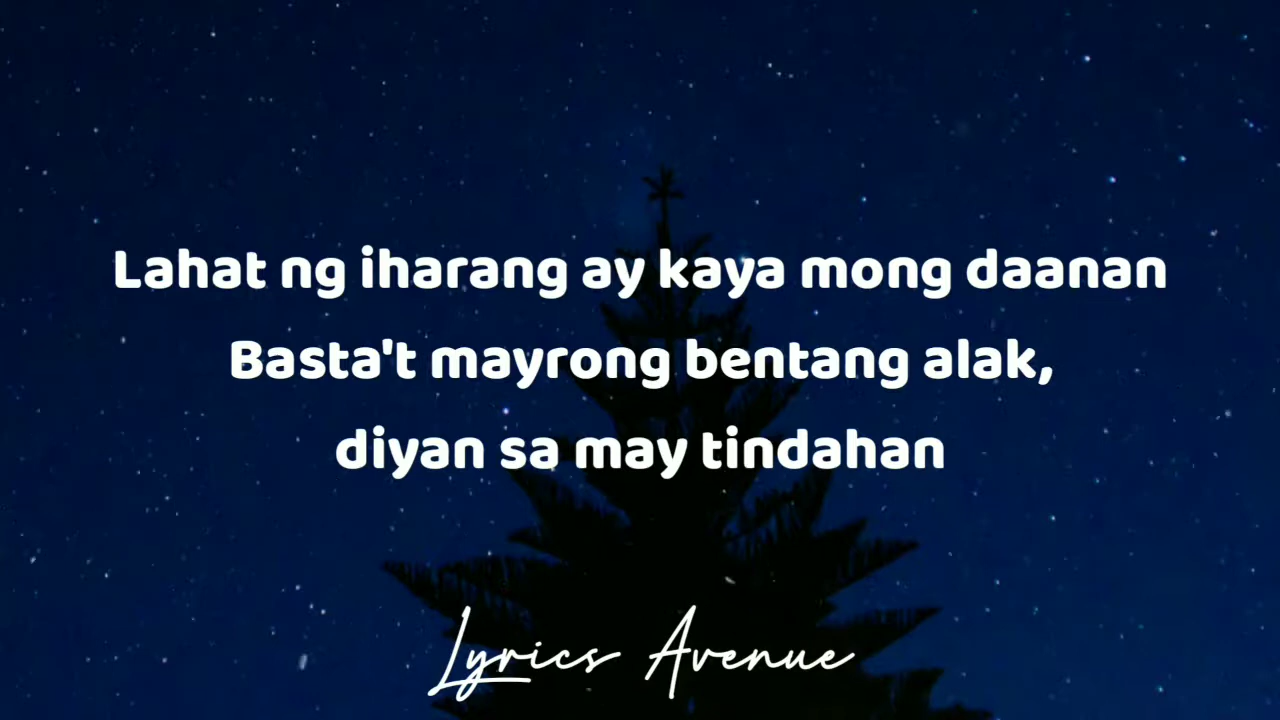 Lahat ng iharang ay kaya mong daanan
Basta't mayrong bentang alak,
diyan sa may tindahan
Lyrics Avenue